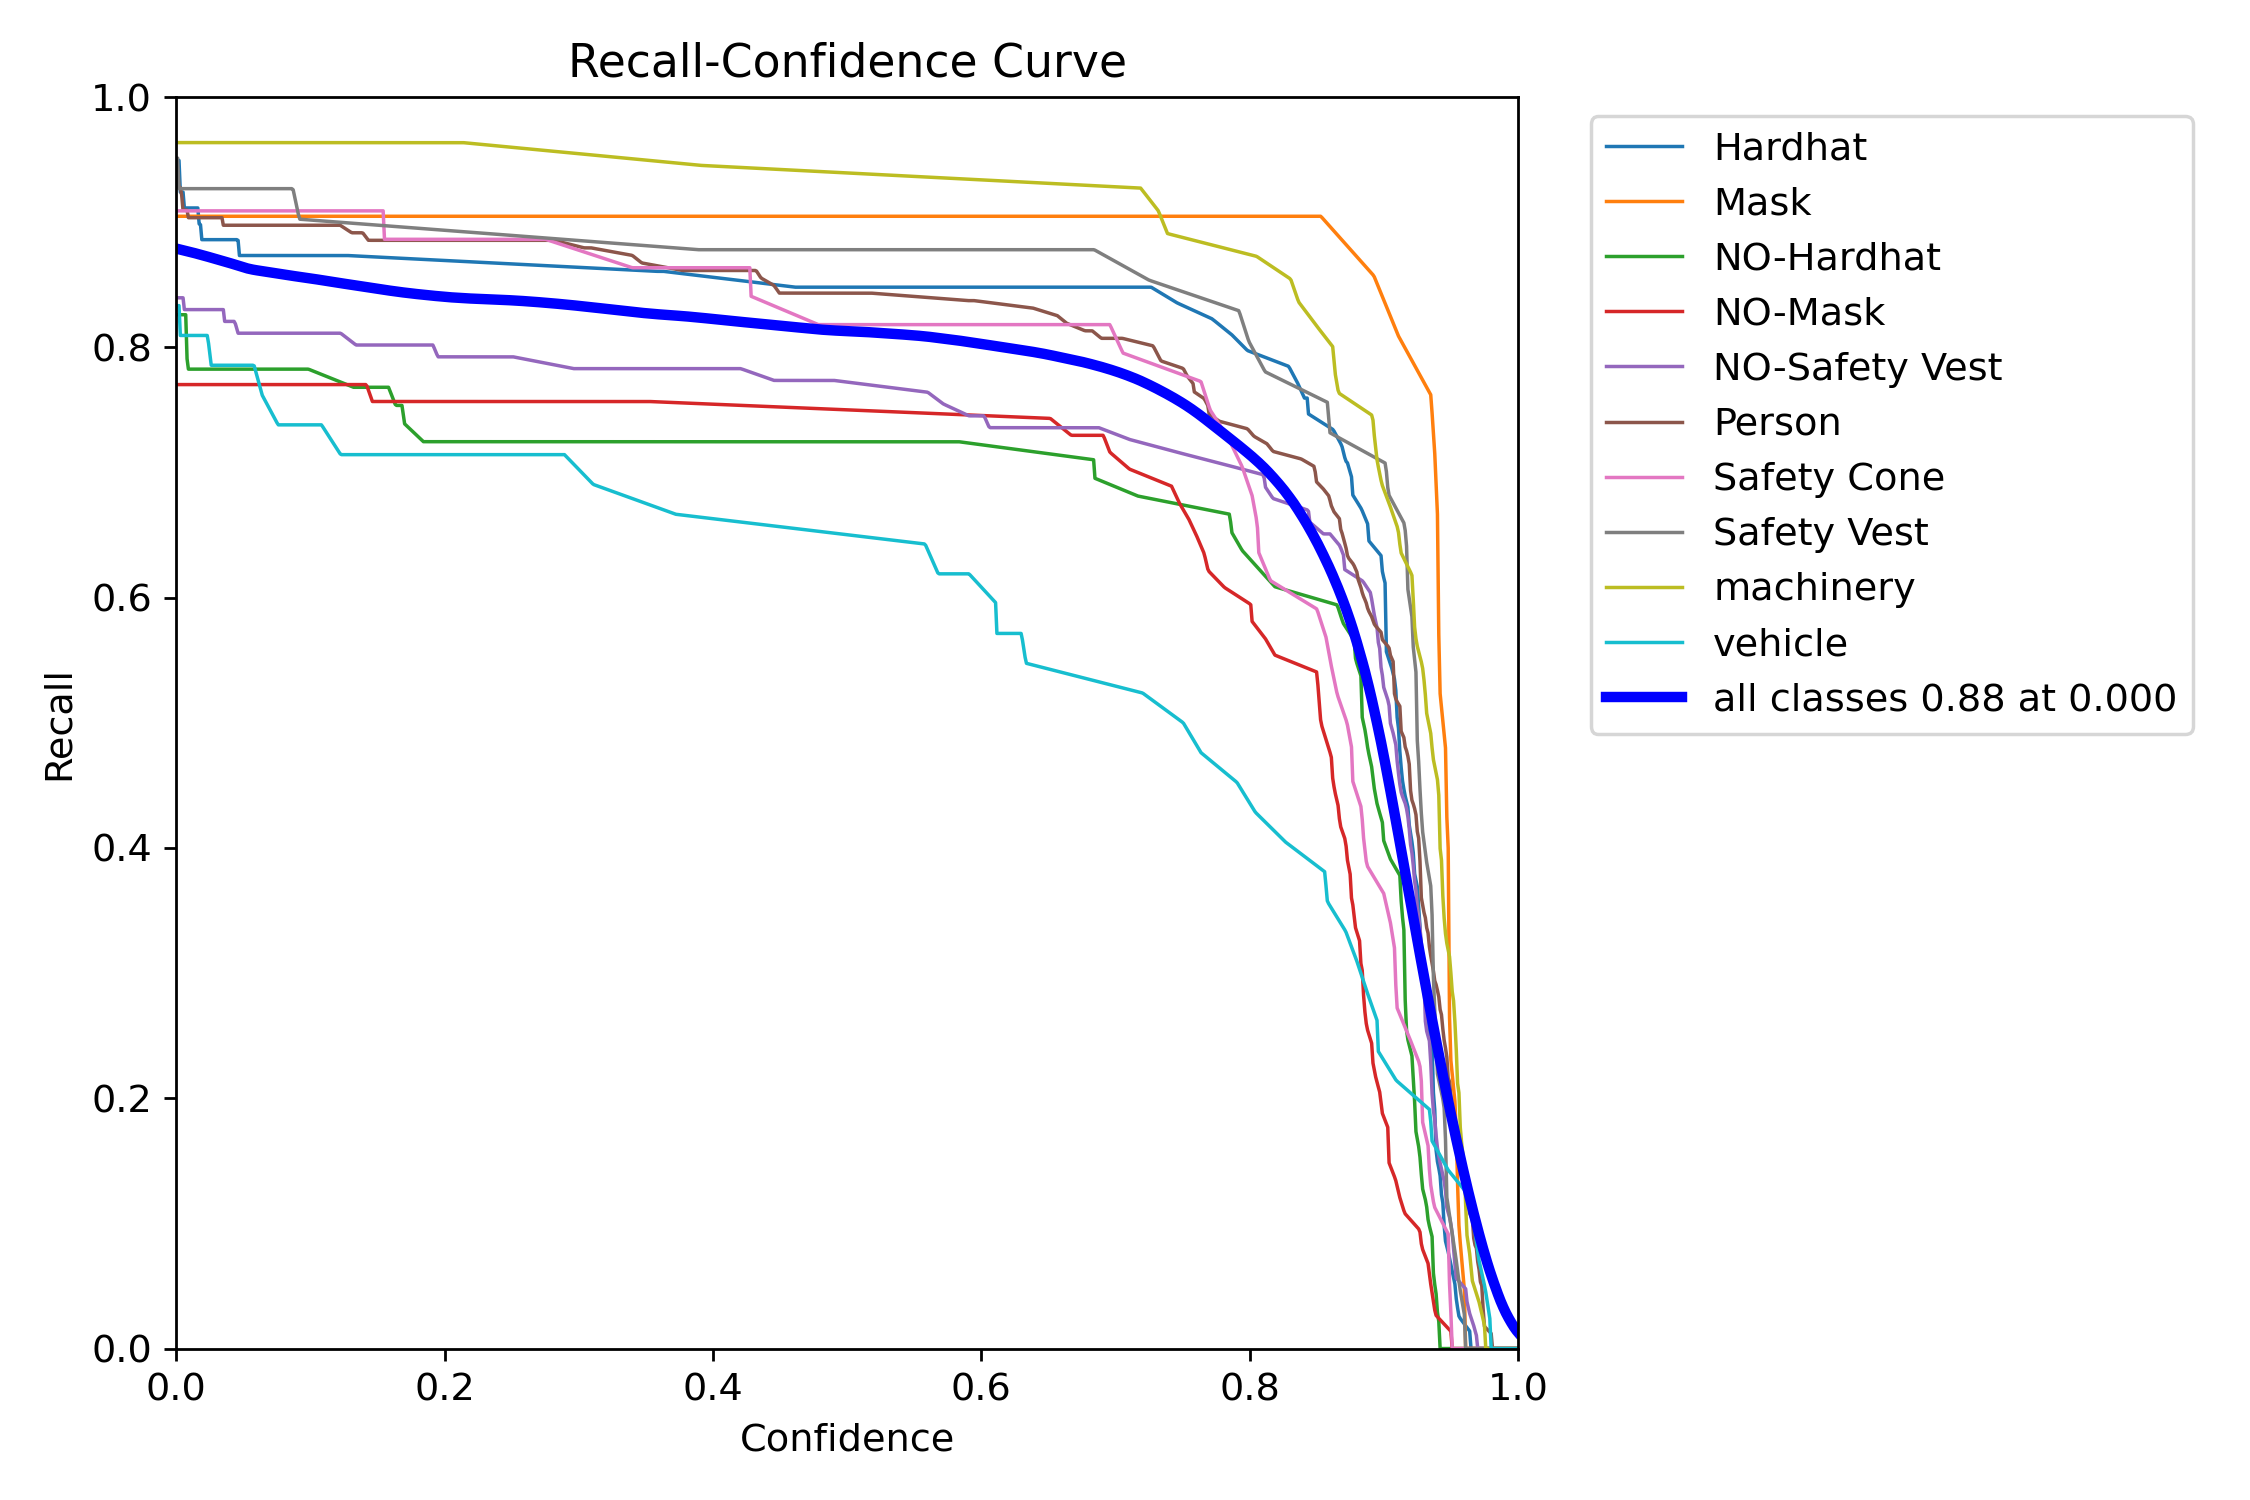 Recall-Confidence Curve
1.0
0.8
0.6
0.4
0.2
0.0
Recall
0.0 0.2 0.4 0.6 0.8 1.0
Confidence
Hardhat
Mask
NO-Hardhat
NO-Mask
NO-Safety Vest
Person
Safety Cone
Safety Vest
machinery
vehicle
all classes 0.88 at 0.000